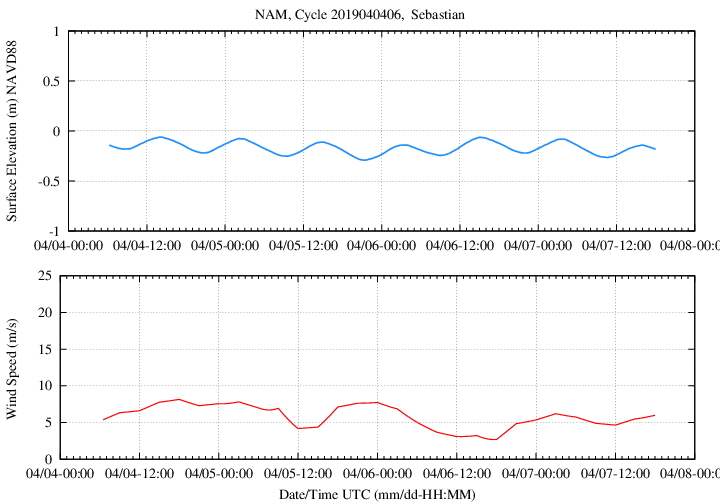 NAM, Cycle 2019040406,  Sebastian
Surface Elevation (m) NAVD88
1
0.5
0
-0.5
-1
04/04-00:00 04/04-12:00 04/05-00:00 04/05-12:00 04/06-00:00 04/06-12:00 04/07-00:00 04/07-12:00 04/08-00:0
Wind Speed (m/s)
25
20
15
10
5
0
04/04-00:00 04/04-12:00 04/05-00:00 04/05-12:00 04/06-00:00 04/06-12:00 04/07-00:00 04/07-12:00 04/08-00:0
Date/Time UTC (mm/dd-HH:MM)